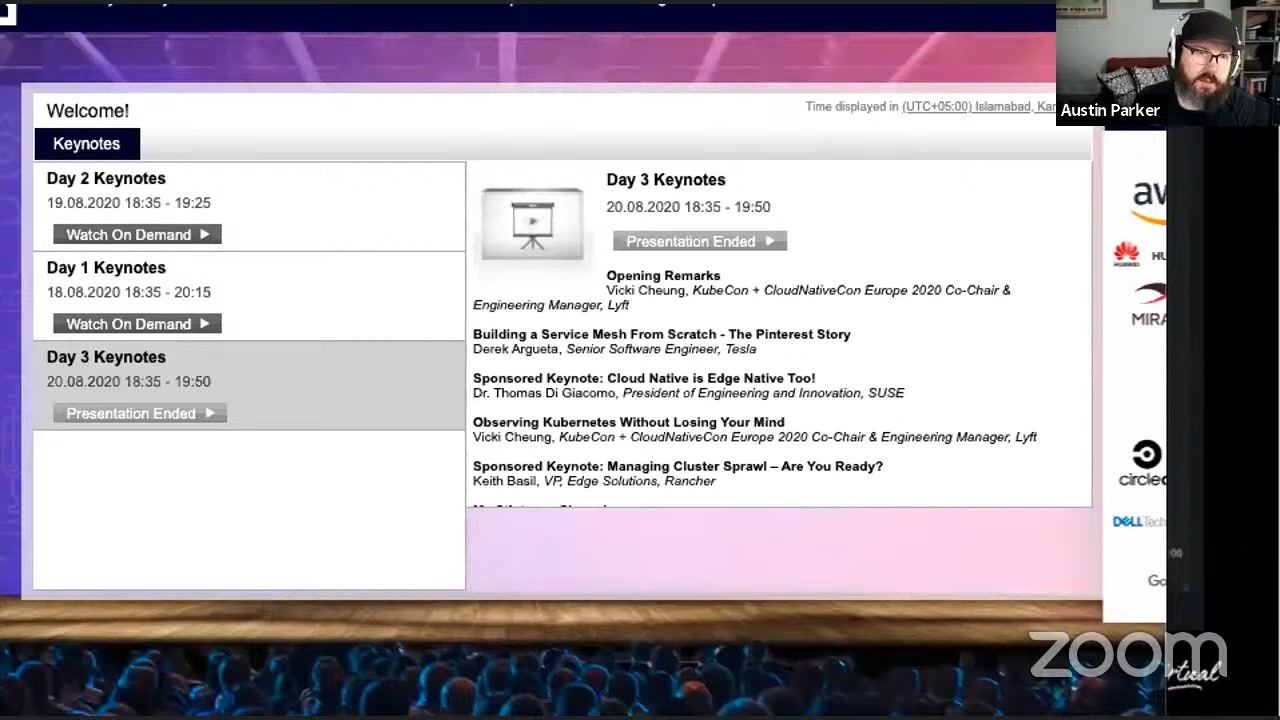 Welcome!
Time displayed in (UTC+05:00) Islamabad, Kar
Austin Parker
Keynotes
Day 2 Keynotes
19.08.2020 18:35 - 19:25
Watch On Demand
Day 1 Keynotes
18.08.2020 18:35 - 20:15
Watch On Demand
Day 3 Keynotes
20.08.2020 18:35 - 19:50
Presentation Ended
Day 3 Keynotes
20.08.2020 18:35 - 19:50
Presentation Ended
Opening Remarks
Vicki Cheung, KubeCon + CloudNativeCon Europe 2020 Co-Chair &
Engineering Manager, Lyft
Building a Service Mesh From Scratch - The Pinterest Story
Derek Argueta, Senior Software Engineer, Tesla
Sponsored Keynote: Cloud Native is Edge Native Too!
Dr. Thomas Di Giacomo, President of Engineering and Innovation, SUSE
Observing Kubernetes Without Losing Your Mind
Vicki Cheung, KubeCon + CloudNativeCon Europe 2020 Co-Chair & Engineering Manager, Lyft
Sponsored Keynote: Managing Cluster Sprawl – Are You Ready?
Keith Basil, VP, Edge Solutions, Rancher
aw
HUAWEI HU
MIRA
circlec
DELLTech
Go
zoom
rtual